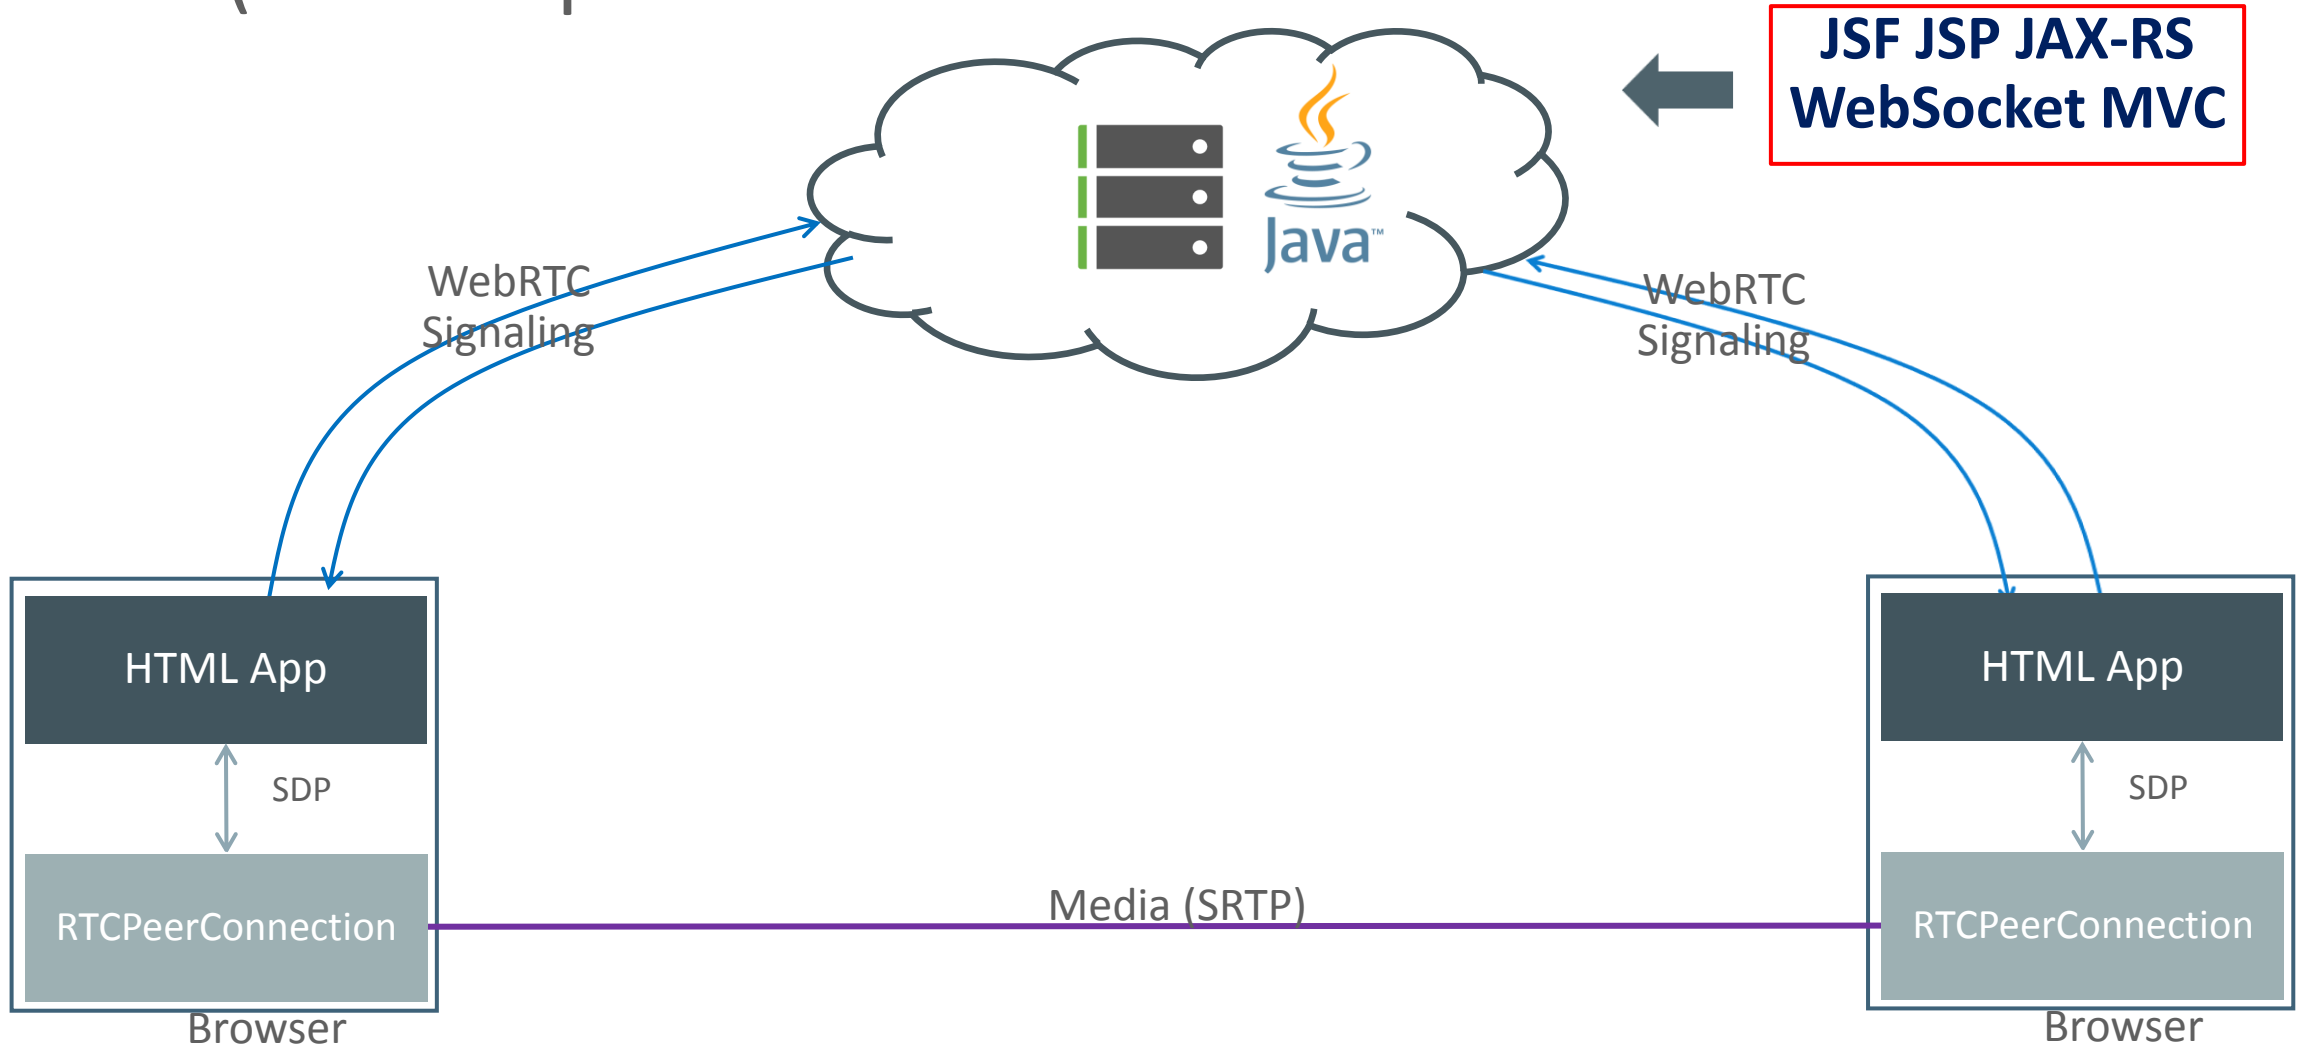 JSF JSP JAX-RS
WebSocket MVC
Java™
WebRTC
Signaling
WebRTC
Signaling
HTML App
HTML App
SDP
SDP
Media (SRTP)
RTCPeerConnection
RTCPeerConnection
Browser
Browser